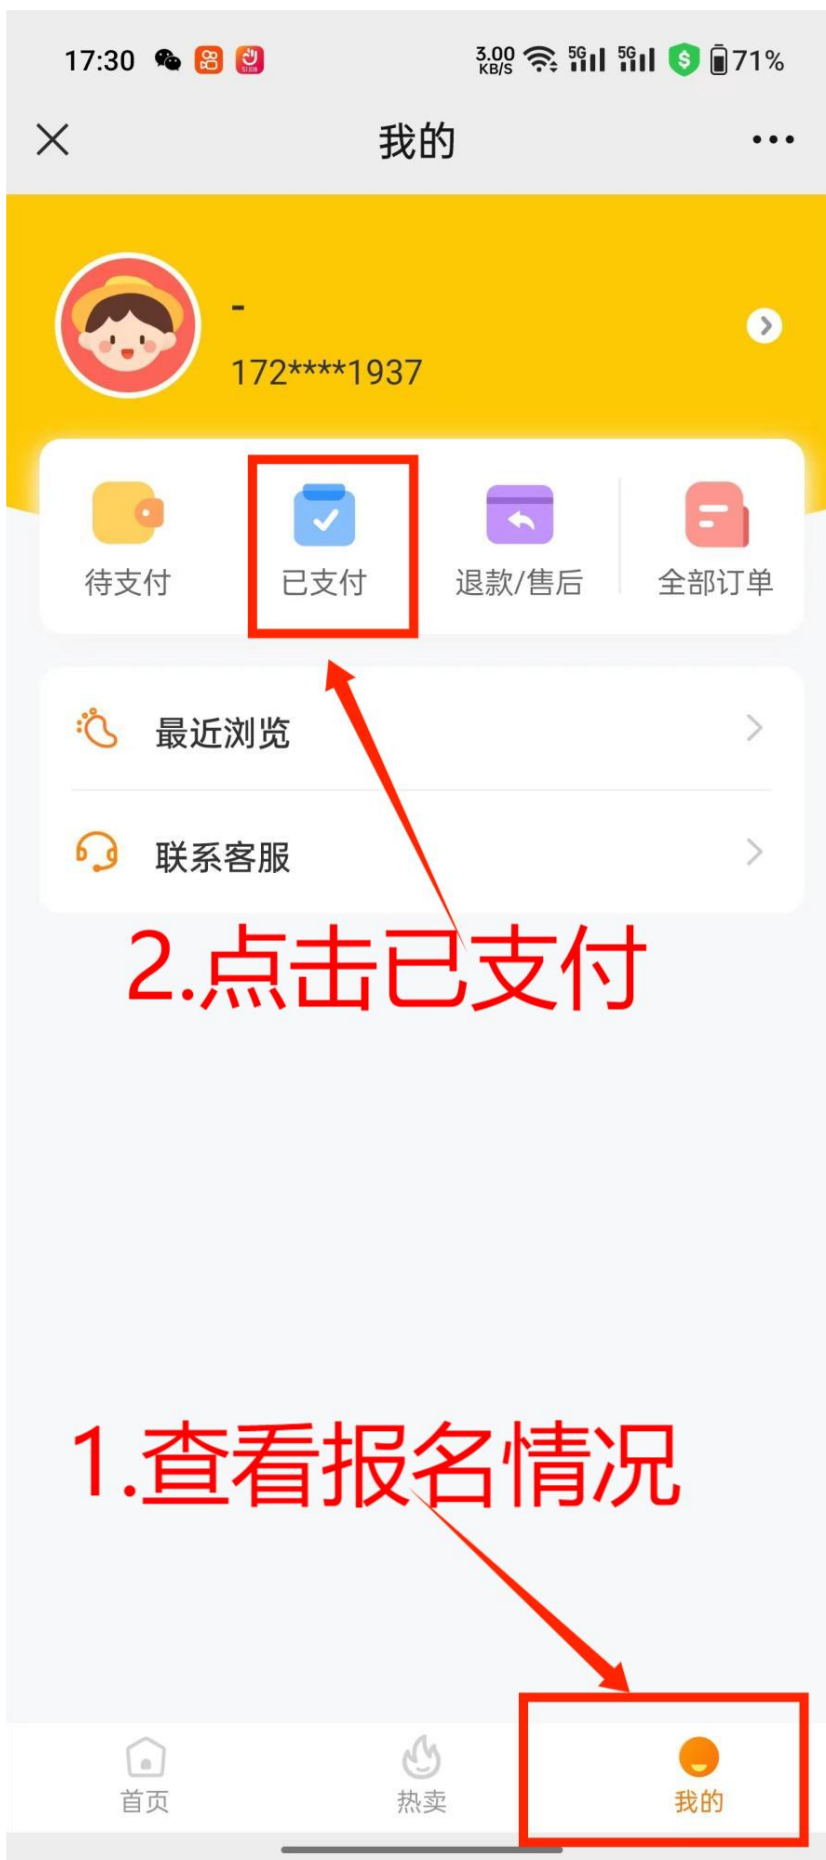 17:30 3.00 KB/S 5G 5G 71%
我的
-
172****1937
待支付 已支付 退款/售后 全部订单
最近浏览
联系客服
2.点击已支付
1.查看报名情况
首页 热卖 我的